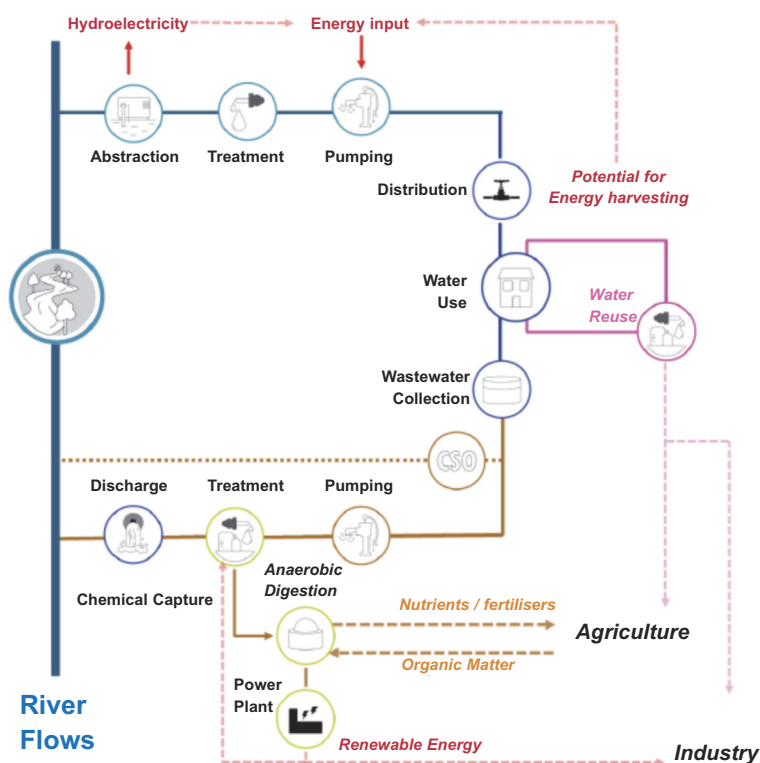 Hydroelectricity
Energy input
Abstraction
Treatment
Pumping
Potential for
Energy harvesting
Distribution
Water
Use
Water
Reuse
Wastewater
Collection
CSO
Discharge
Treatment
Pumping
Chemical Capture
Anaerobic
Digestion
Nutrients / fertilisers
Agriculture
Organic Matter
Power
Plant
River
Flows
Renewable Energy
Industry